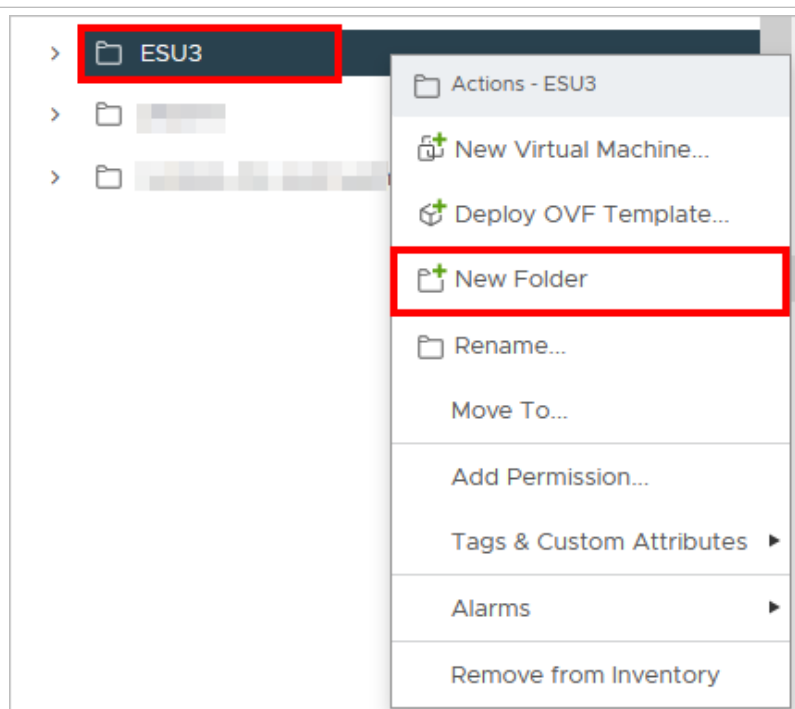 ESU3
Actions - ESU3
New Virtual Machine...
Deploy OVF Template...
New Folder
Rename...
Move To...
Add Permission...
Tags & Custom Attributes
Alarms
Remove from Inventory